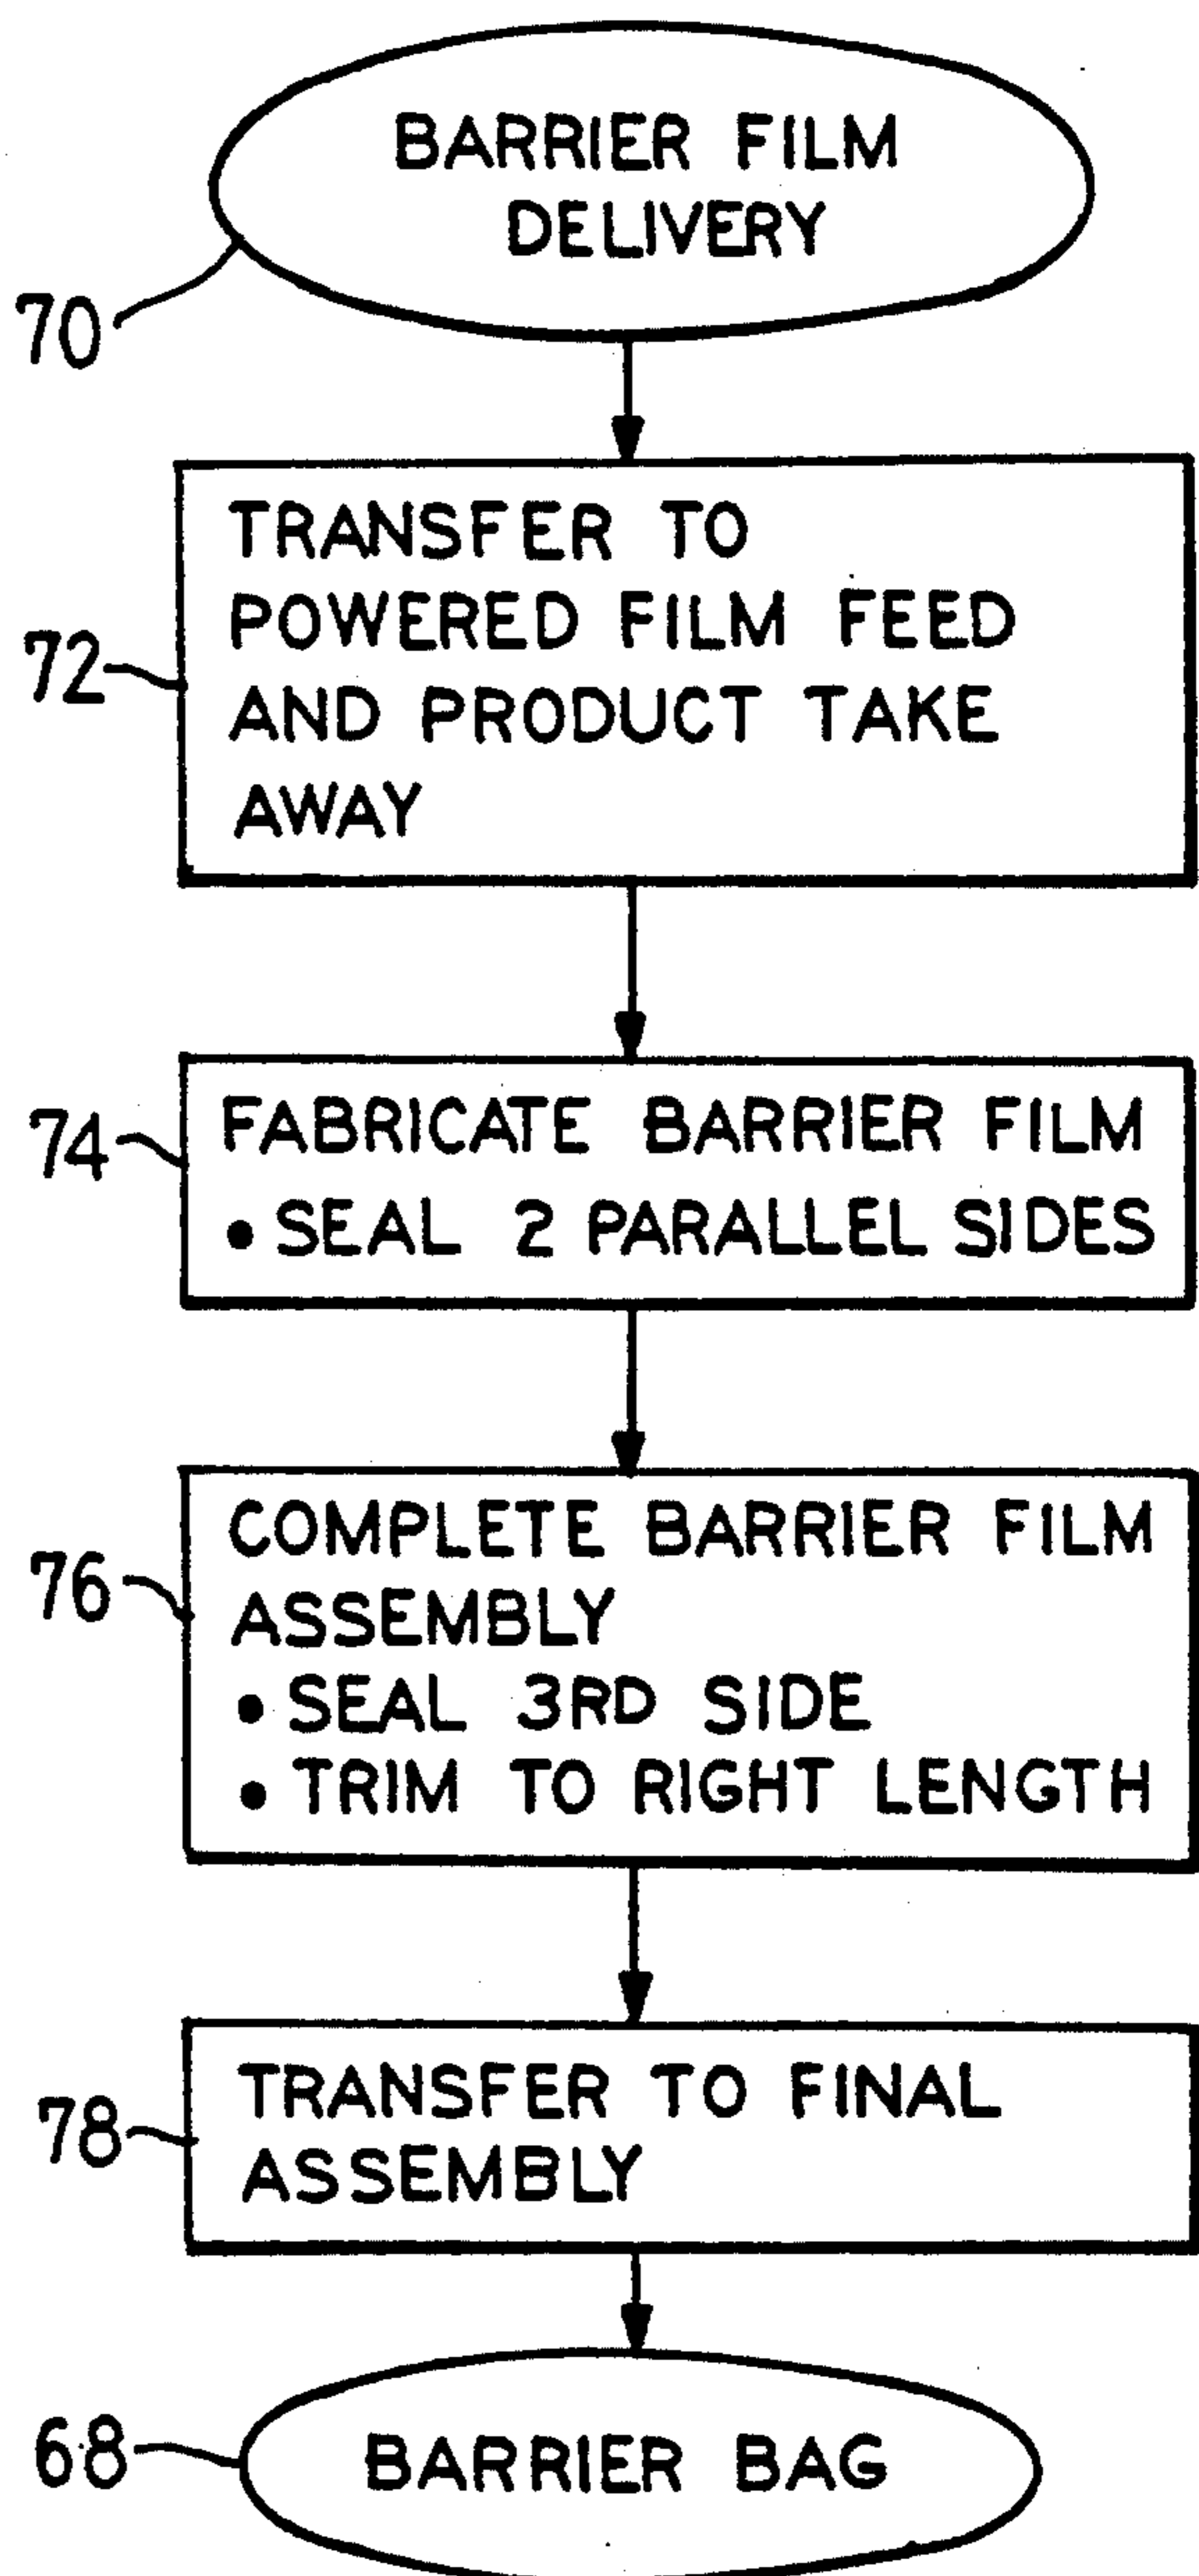 BARRIER FILM
DELIVERY
70
TRANSFER TO
POWERED FILM FEED
AND PRODUCT TAKE
AWAY
72
FABRICATE BARRIER FILM
• SEAL 2 PARALLEL SIDES
74
COMPLETE BARRIER FILM
ASSEMBLY
• SEAL 3RD SIDE
• TRIM TO RIGHT LENGTH
76
TRANSFER TO FINAL
ASSEMBLY
78
BARRIER BAG
68